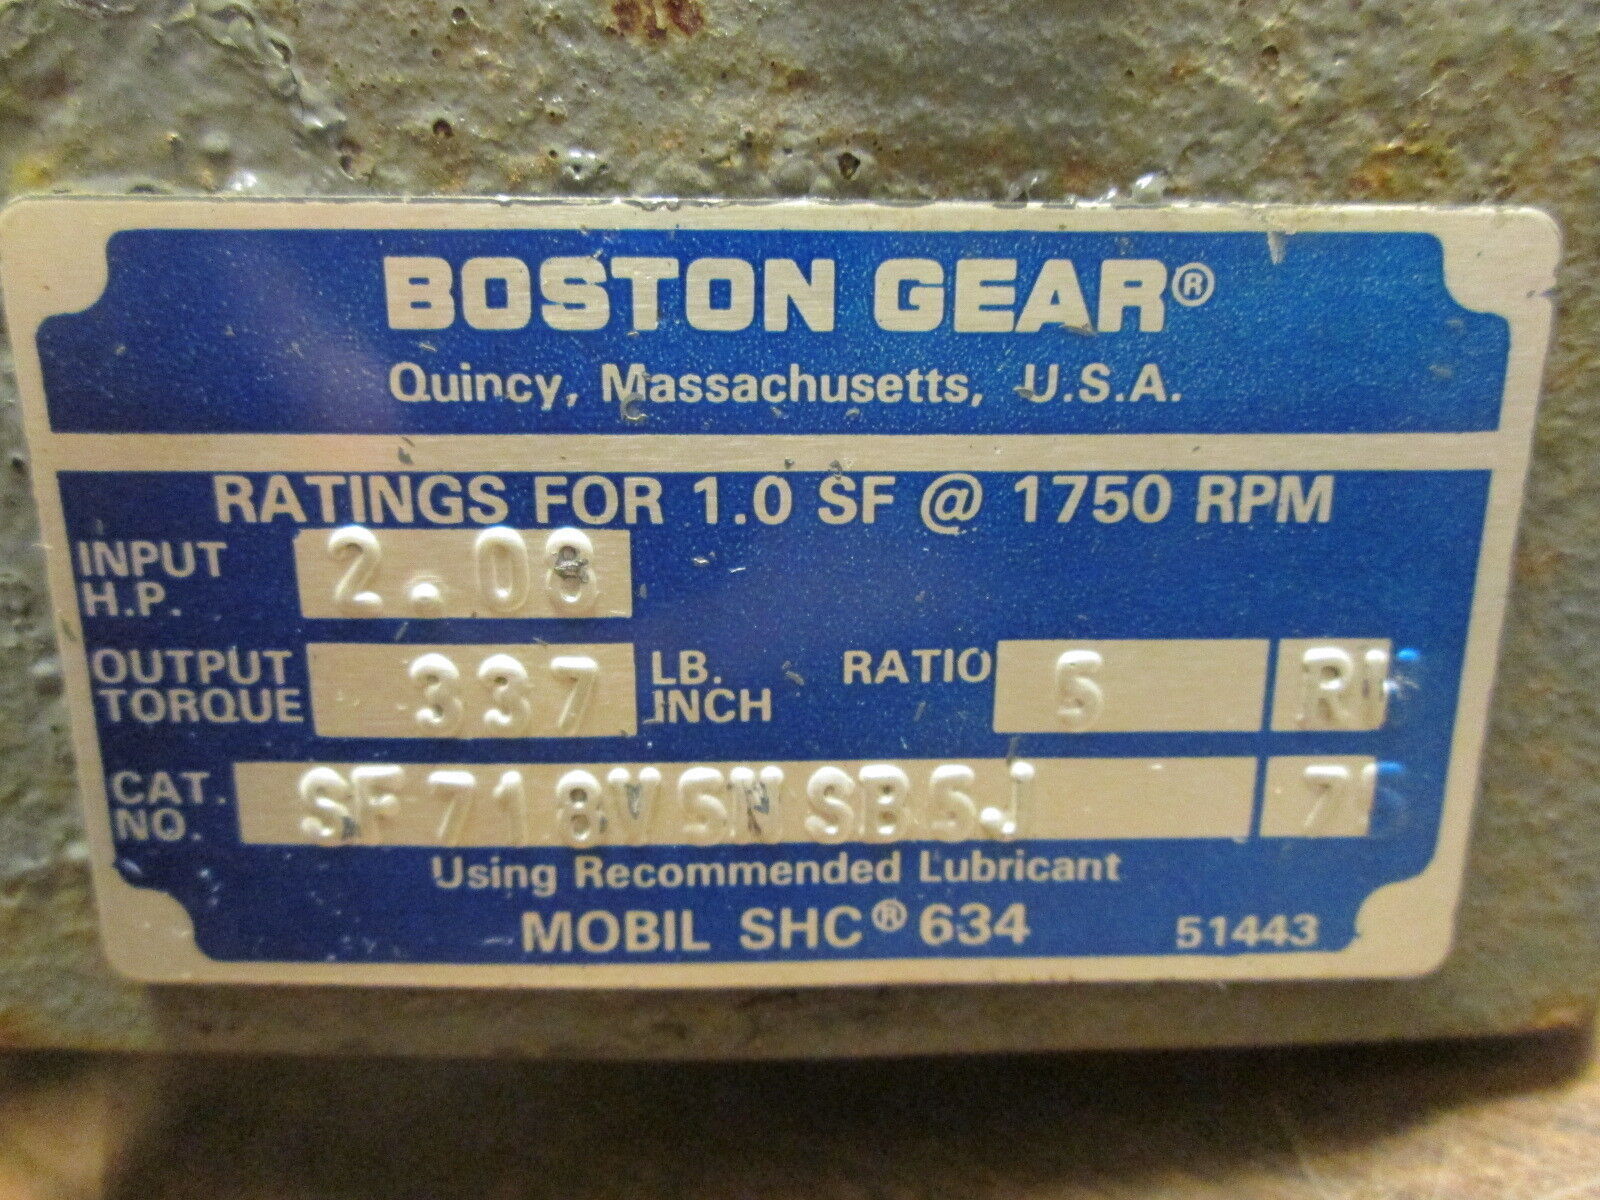 BOSTON GEAR®
Quincy, Massachusetts, U.S.A.
RATINGS FOR 1.0 SF @ 1750 RPM
INPUT H.P. 2.08
OUTPUT TORQUE 337 LB. INCH RATIO 5
CAT. NO. SF718V5NSB5J
Using Recommended Lubricant
MOBIL SHC® 634 51443